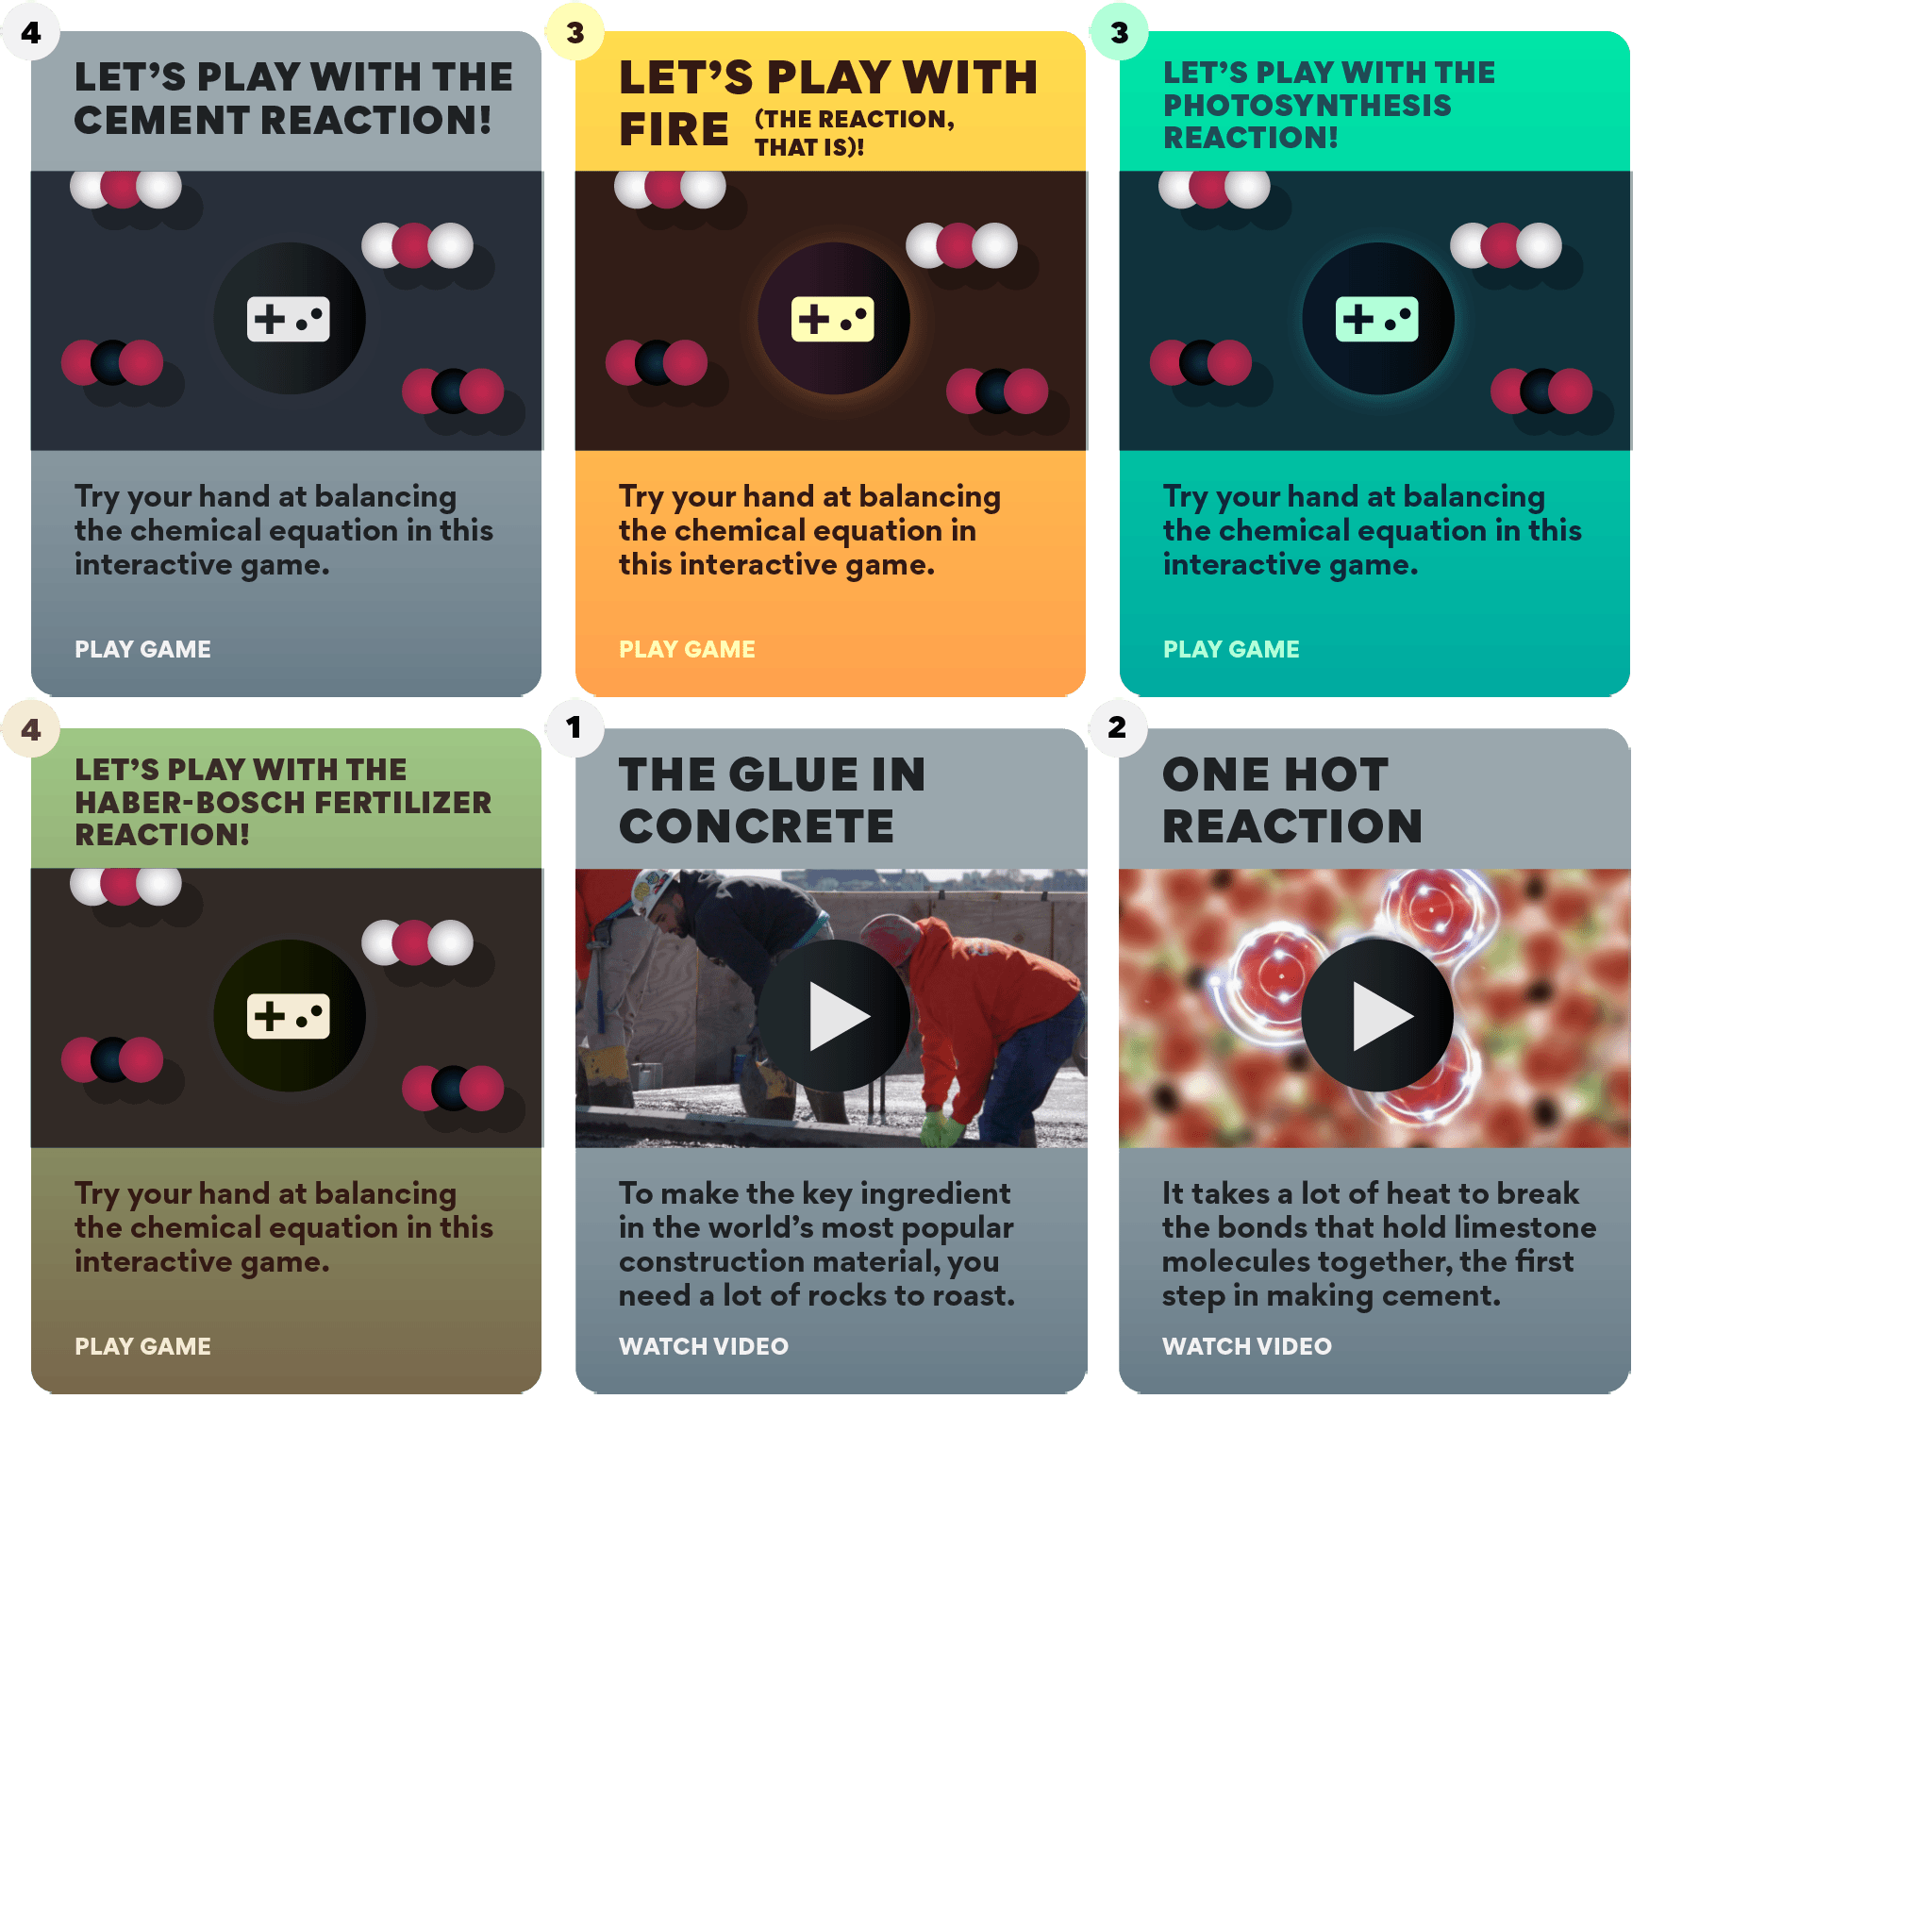 4
LET’S PLAY WITH THE
CEMENT REACTION!
Try your hand at balancing
the chemical equation in this
interactive game.
PLAY GAME
3
LET’S PLAY WITH
FIRE (THE REACTION,
THAT IS)!
Try your hand at balancing
the chemical equation in
this interactive game.
PLAY GAME
3
LET’S PLAY WITH THE
PHOTOSYNTHESIS
REACTION!
Try your hand at balancing
the chemical equation in this
interactive game.
PLAY GAME
4
LET’S PLAY WITH THE
HABER-BOSCH FERTILIZER
REACTION!
Try your hand at balancing
the chemical equation in this
interactive game.
PLAY GAME
1
THE GLUE IN
CONCRETE
To make the key ingredient
in the world’s most popular
construction material, you
need a lot of rocks to roast.
WATCH VIDEO
2
ONE HOT
REACTION
It takes a lot of heat to break
the bonds that hold limestone
molecules together, the first
step in making cement.
WATCH VIDEO